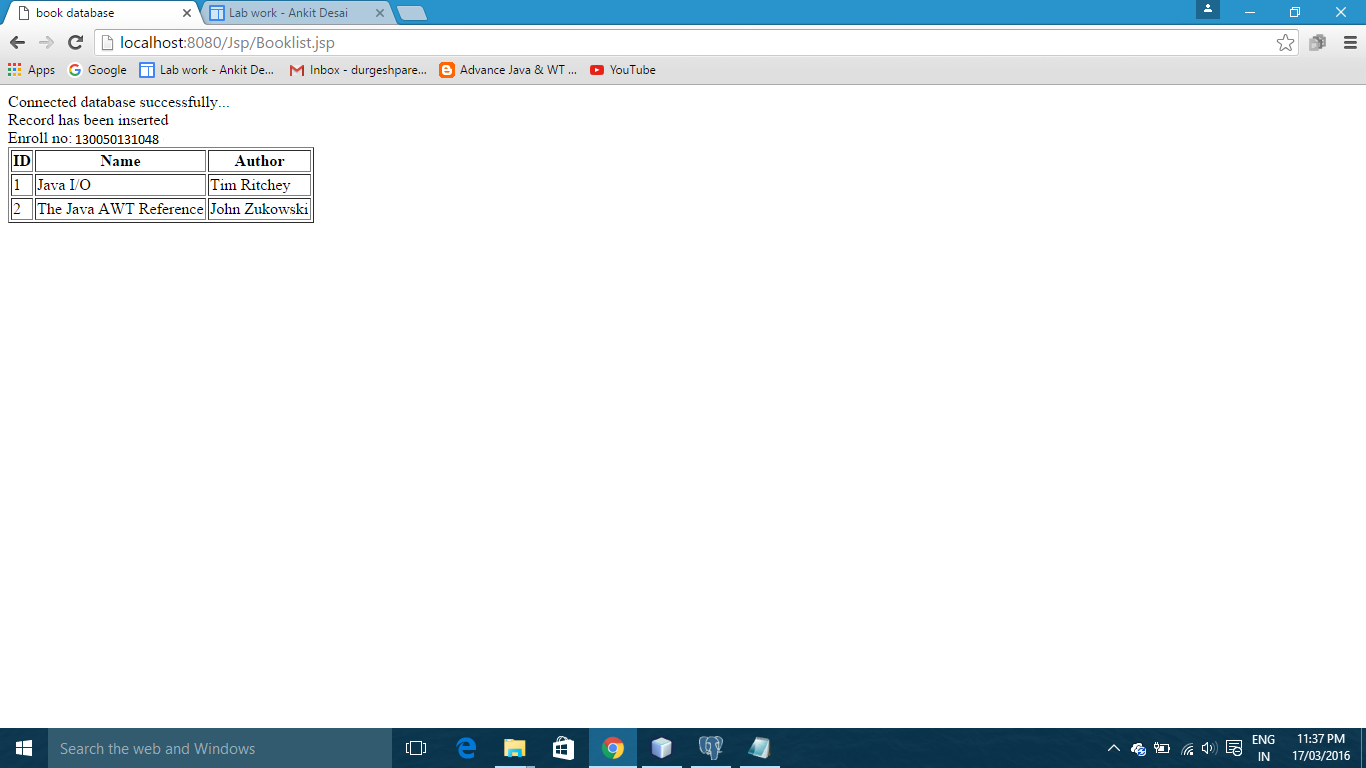 book database
Lab work - Ankit Desai
localhost:8080/Jsp/Booklist.jsp
Apps Google Lab work - Ankit De... Inbox - durgeshpare... Advance Java & WT ... YouTube
Connected database successfully...
Record has been inserted
Enroll no: 130050131048
ID Name Author
1 Java I/O Tim Ritchey
2 The Java AWT Reference John Zukowski
Search the web and Windows
ENG
IN
11:37 PM
17/03/2016